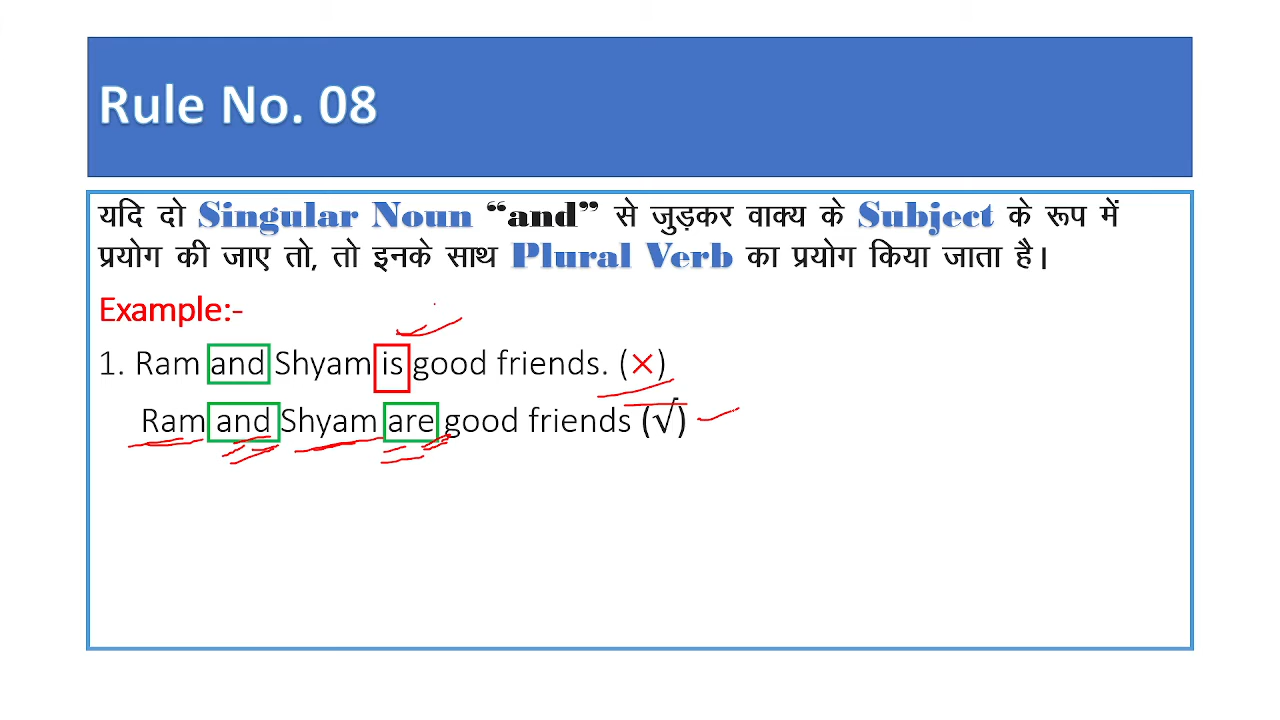 Rule No. 08
यदि दो Singular Noun “and” से जुड़कर वाक्य के Subject के रूप में
प्रयोग की जाए तो, तो इनके साथ Plural Verb का प्रयोग किया जाता है।
Example:-
1. Ram and Shyam is good friends. (×)
Ram and Shyam are good friends (√)